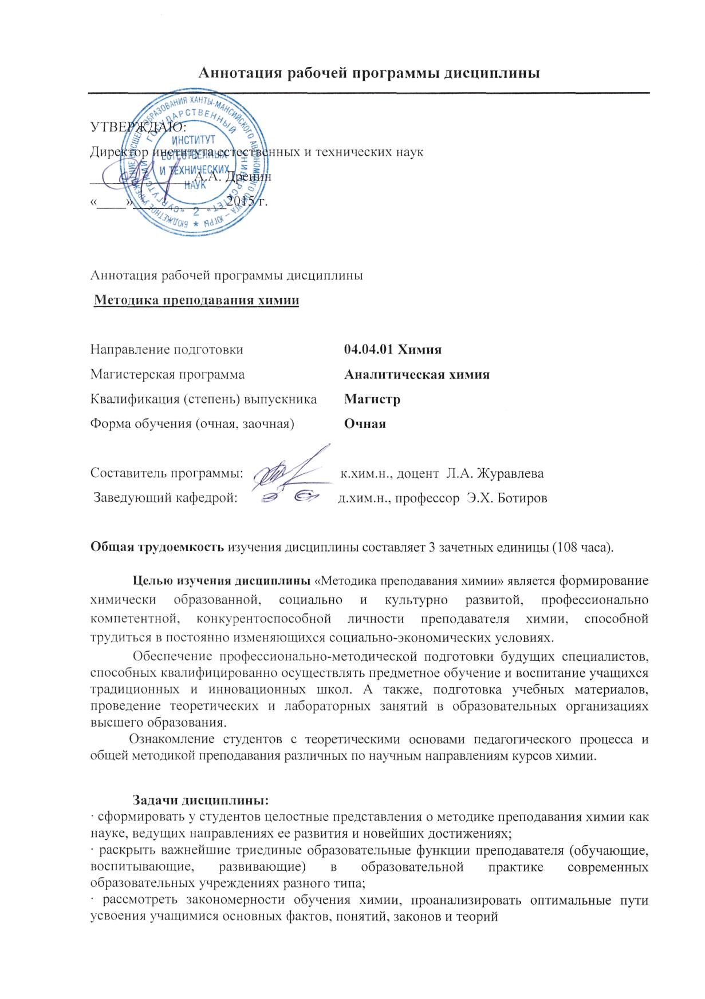 Аннотация рабочей программы дисциплины
УТВЕРЖДАЮ:
Директор института естественных и технических наук
______________А.А. Дренин
«____»_____________2015 г.
БЮДЖЕТНОЕ УЧРЕЖДЕНИЕ ВЫСШЕГО ОБРАЗОВАНИЯ ХАНТЫ-МАНСИЙСКОГО АВТОНОМНОГО ОКРУГА – ЮГРЫ *
«СУРГУТСКИЙ ГОСУДАРСТВЕННЫЙ УНИВЕРСИТЕТ» 2
ИНСТИТУТ
ЕСТЕСТВЕННЫХ
И ТЕХНИЧЕСКИХ
НАУК
Аннотация рабочей программы дисциплины
Методика преподавания химии
Направление подготовки 04.04.01 Химия
Магистерская программа Аналитическая химия
Квалификация (степень) выпускника Магистр
Форма обучения (очная, заочная) Очная
Составитель программы: к.хим.н., доцент Л.А. Журавлева
Заведующий кафедрой: д.хим.н., профессор Э.Х. Ботиров
Общая трудоемкость изучения дисциплины составляет 3 зачетных единицы (108 часа).
Целью изучения дисциплины «Методика преподавания химии» является формирование
химически образованной, социально и культурно развитой, профессионально
компетентной, конкурентоспособной личности преподавателя химии, способной
трудиться в постоянно изменяющихся социально-экономических условиях.
Обеспечение профессионально-методической подготовки будущих специалистов,
способных квалифицированно осуществлять предметное обучение и воспитание учащихся
традиционных и инновационных школ. А также, подготовка учебных материалов,
проведение теоретических и лабораторных занятий в образовательных организациях
высшего образования.
Ознакомление студентов с теоретическими основами педагогического процесса и
общей методикой преподавания различных по научным направлениям курсов химии.
Задачи дисциплины:
· сформировать у студентов целостные представления о методике преподавания химии как
науке, ведущих направлениях ее развития и новейших достижениях;
· раскрыть важнейшие триединые образовательные функции преподавателя (обучающие,
воспитывающие, развивающие) в образовательной практике современных
образовательных учреждениях разного типа;
· рассмотреть закономерности обучения химии, проанализировать оптимальные пути
усвоения учащимися основных фактов, понятий, законов и теорий